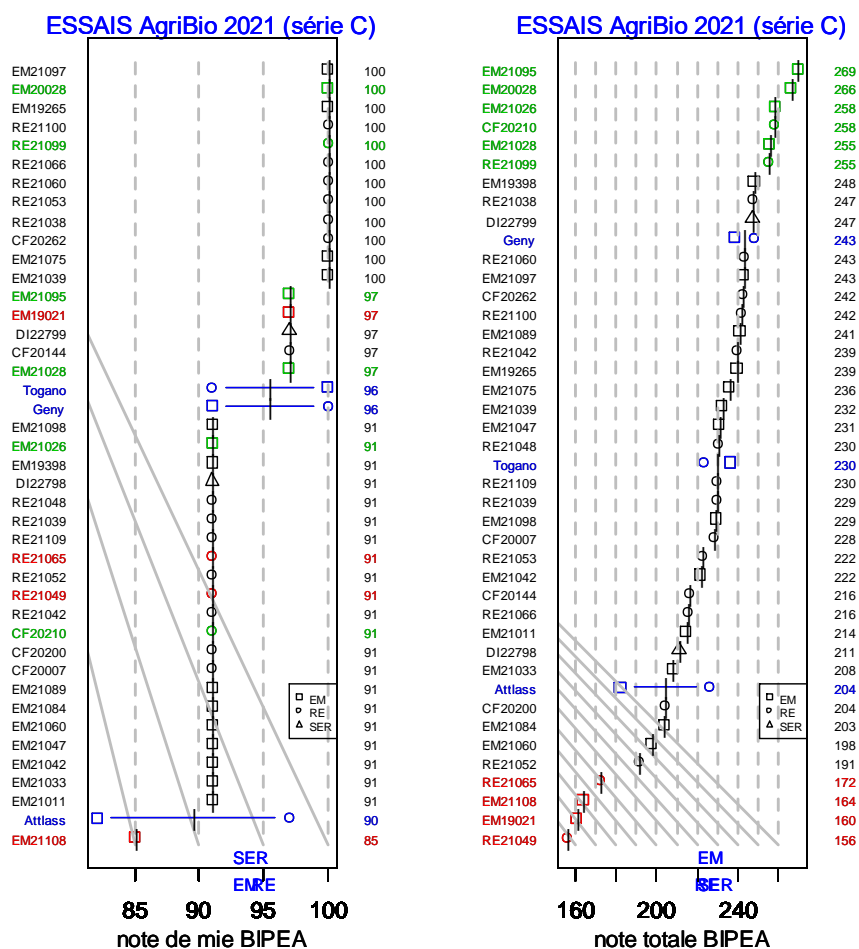 ESSAIS AgriBio 2021 (série C)
EM21097 100
EM20028 100
EM19265 100
RE21100 100
RE21099 100
RE21066 100
RE21060 100
RE21053 100
RE21038 100
CF20262 100
EM21075 100
EM21039 100
EM21095 97
EM19021 97
DI22799 97
CF20144 97
EM21028 97
Togano 96
Geny 96
EM21098 91
EM21026 91
EM19398 91
DI22798 91
RE21048 91
RE21039 91
RE21109 91
RE21065 91
RE21052 91
RE21049 91
RE21042 91
CF20210 91
CF20200 91
CF20007 91
EM21089 91
EM21084 91
EM21060 91
EM21047 91
EM21042 91
EM21033 91
EM21011 91
Attlass 90
EM21108 85
EM
RE
SER
SER
EM RE
85 90 95 100
note de mie BIPEA
ESSAIS AgriBio 2021 (série C)
EM21095 269
EM20028 266
EM21026 258
CF20210 258
EM21028 255
RE21099 255
EM19398 248
RE21038 247
DI22799 247
Geny 243
RE21060 243
EM21097 243
CF20262 242
RE21100 242
EM21089 241
RE21042 239
EM19265 239
EM21075 236
EM21039 232
EM21047 231
RE21048 230
Togano 230
RE21109 230
RE21039 229
EM21098 229
CF20007 228
RE21053 222
EM21042 222
CF20144 216
RE21066 216
EM21011 214
DI22798 211
EM21033 208
Attlass 204
CF20200 204
EM21084 203
EM21060 198
RE21052 191
RE21065 172
EM21108 164
EM19021 160
RE21049 156
EM
RE
SER
EM
RE SER
160 200 240
note totale BIPEA